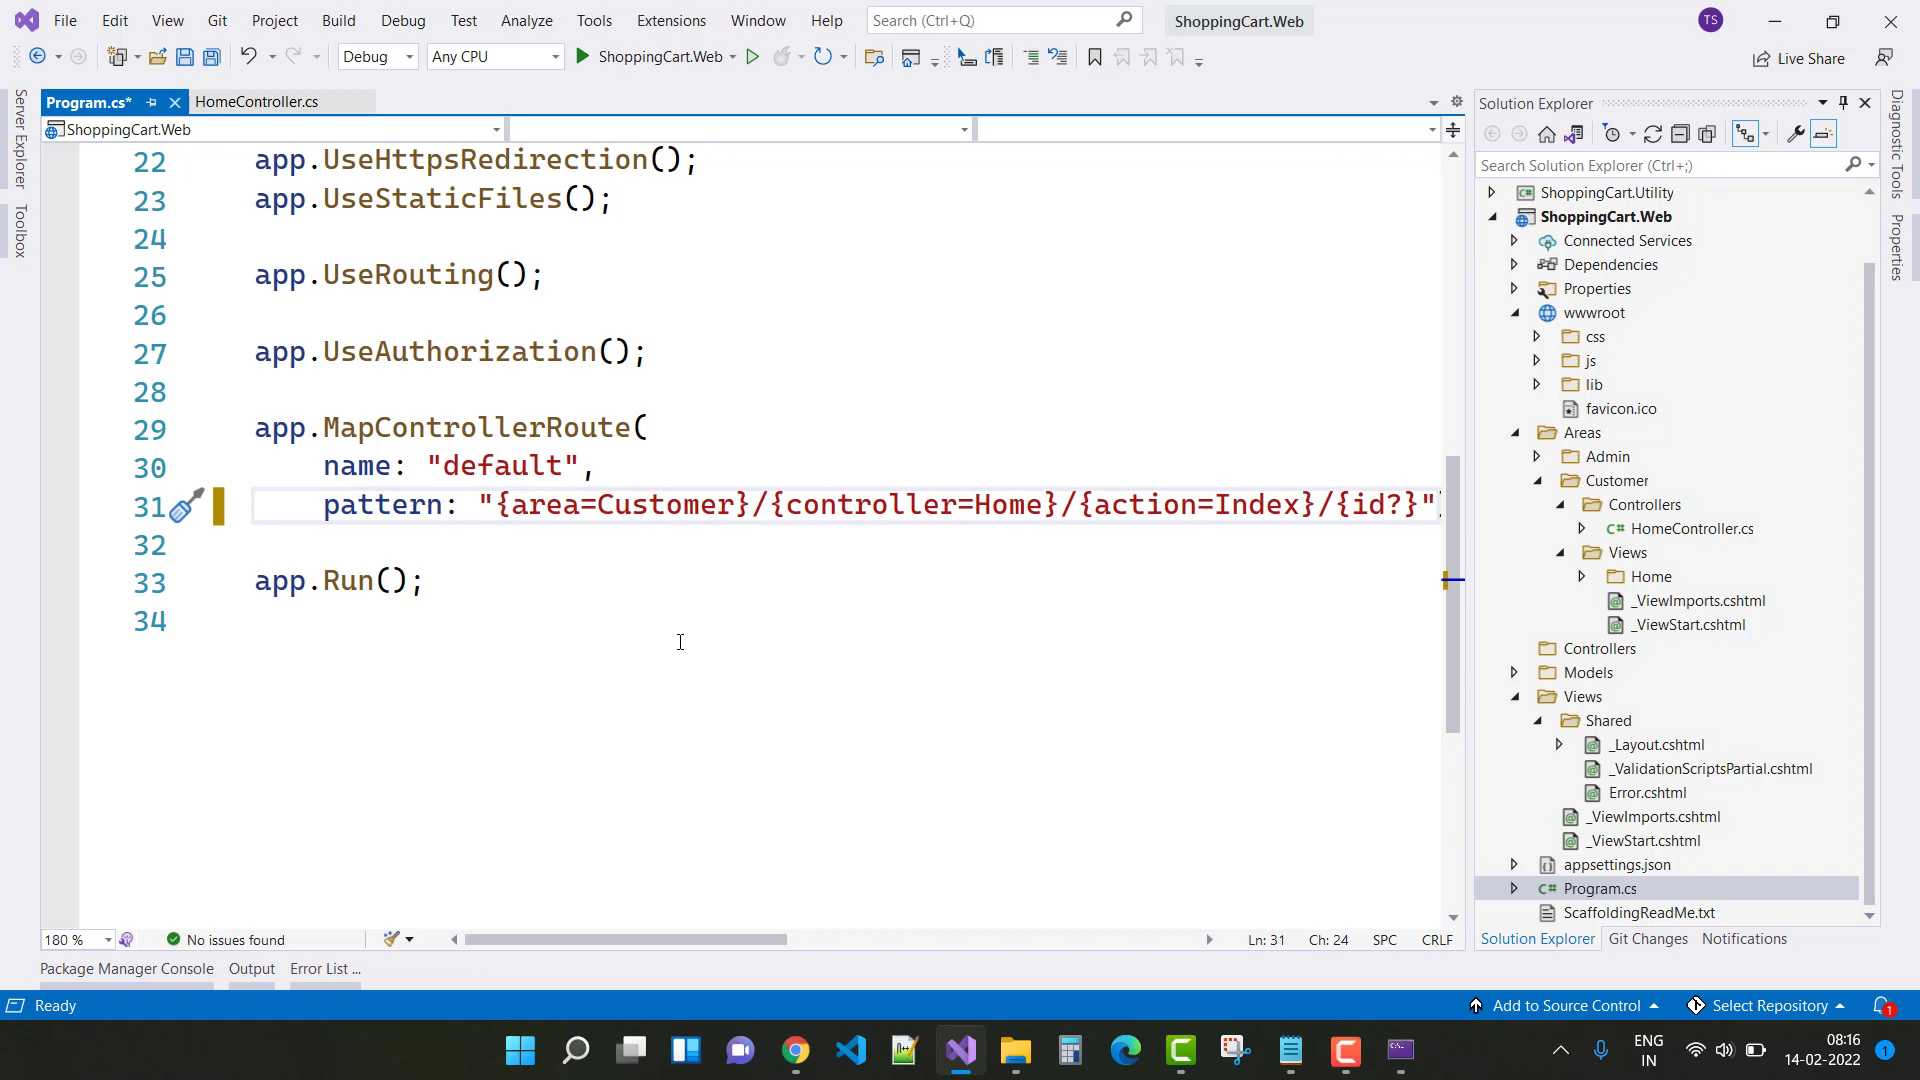 File Edit View Git Project Build Debug Test Analyze Tools Extensions Window Help Search (Ctrl+Q) ShoppingCart.Web TS
Debug Any CPU ShoppingCart.Web Live Share
Program.cs* HomeController.cs
ShoppingCart.Web
Server Explorer
Toolbox
22 app.UseHttpsRedirection();
23 app.UseStaticFiles();
24
25 app.UseRouting();
26
27 app.UseAuthorization();
28
29 app.MapControllerRoute(
30 name: "default",
31 pattern: "{area=Customer}/{controller=Home}/{action=Index}/{id?}"
32
33 app.Run();
34
180 % No issues found Ln: 31 Ch: 24 SPC CRLF
Package Manager Console Output Error List ...
Solution Explorer
Search Solution Explorer (Ctrl+;)
ShoppingCart.Utility
ShoppingCart.Web
Connected Services
Dependencies
Properties
wwwroot
css
js
lib
favicon.ico
Areas
Admin
Customer
Controllers
C# HomeController.cs
Views
Home
_ViewImports.cshtml
_ViewStart.cshtml
Controllers
Models
Views
Shared
_Layout.cshtml
_ValidationScriptsPartial.cshtml
Error.cshtml
_ViewImports.cshtml
_ViewStart.cshtml
appsettings.json
C# Program.cs
ScaffoldingReadMe.txt
Solution Explorer Git Changes Notifications
Diagnostic Tools
Properties
Ready Add to Source Control Select Repository 1
ENG
IN
08:16
14-02-2022
1